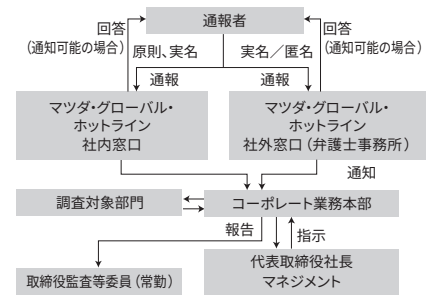 通報者
回答
(通知可能の場合)
原則、実名
実名／匿名
回答
(通知可能の場合)
通報
通報
マツダ・グローバル・
ホットライン
社内窓口
マツダ・グローバル・
ホットライン
社外窓口(弁護士事務所)
通知
調査対象部門
コーポレート業務本部
報告
指示
取締役監査等委員(常勤)
代表取締役社長
マネジメント